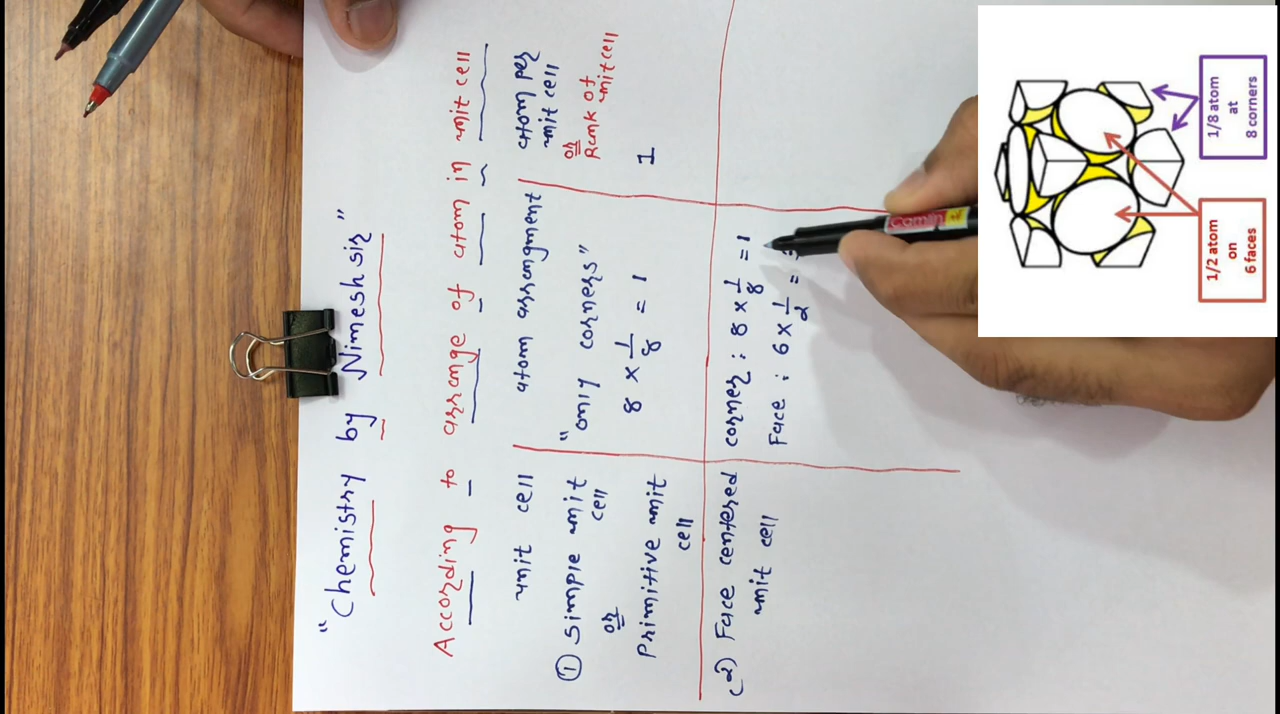 "Chemistry by Nimesh sir"
According to arrange of atom in unit cell
unit cell
atom arrangement
atom per
unit cell
or
Rank of
unit cell
① Simple unit
cell
or
Primitive unit
cell
"only corners"
8 × 1/8 = 1
1
(2) Face centered
unit cell
corner : 8 × 1/8 = 1
Face : 6 × 1/2 =
Camlin
1/2 atom
on
6 faces
1/8 atom
at
8 corners